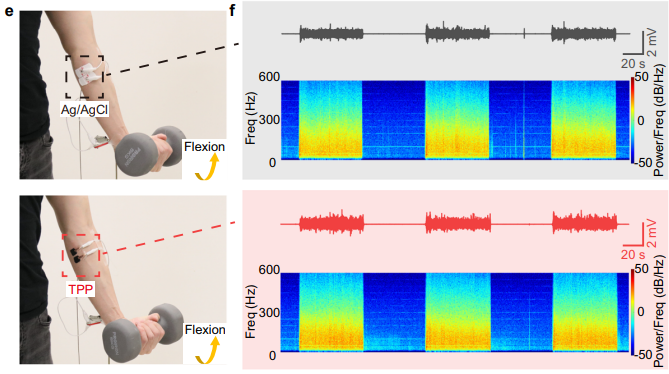 e
f
Ag/AgCl
Flexion
2 mV
20 s
600
300
0
Freq (Hz)
50
0
-50
Power/Freq (dB/Hz)
TPP
Flexion
2 mV
20 s
600
300
0
Freq (Hz)
50
0
-50
Power/Freq (dB/Hz)